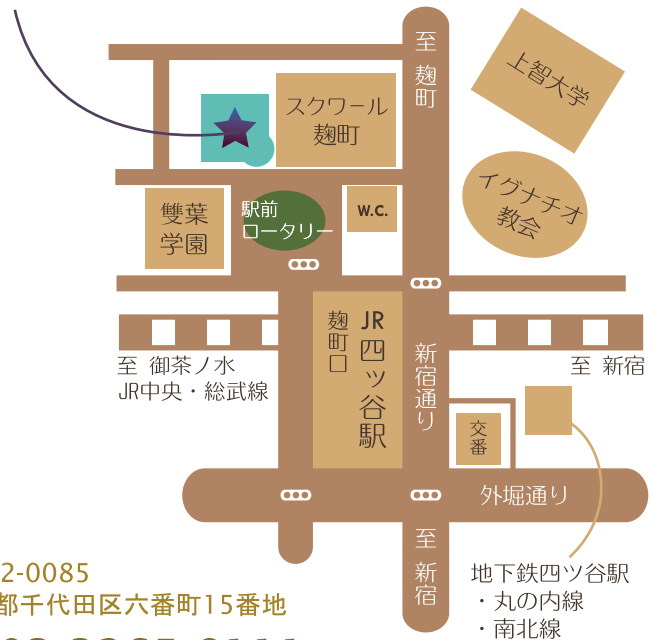 至 麹町
上智大学
スクワール
麹町
イグナチオ
教会
雙葉
学園
駅前
ロータリー
W.C.
麹町口
JR四ツ谷駅
新宿通り
至 御茶ノ水
JR中央・総武線
至 新宿
交番
外堀通り
至 新宿
地下鉄四ツ谷駅
・丸の内線
・南北線
2-0085
都千代田区六番町15番地